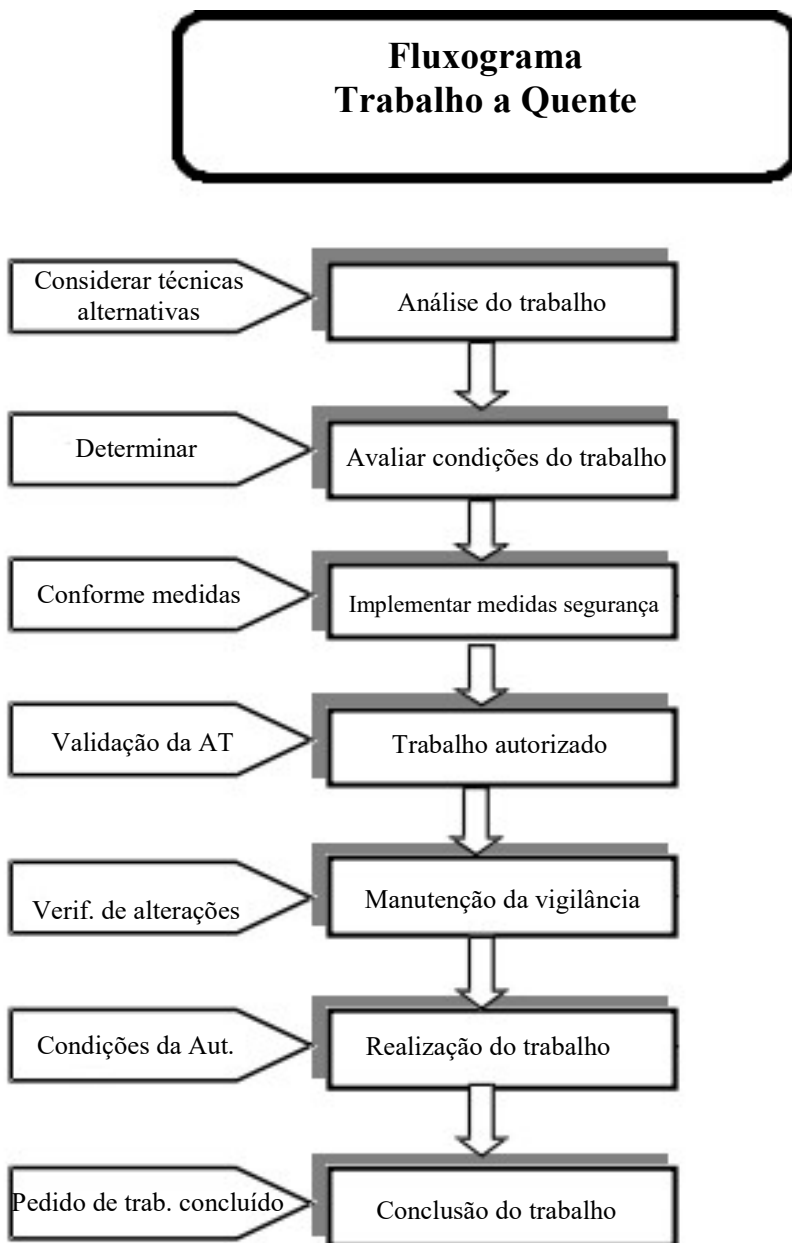 Fluxograma
Trabalho a Quente
Considerar técnicas
alternativas
Análise do trabalho
Determinar
Avaliar condições do trabalho
Conforme medidas
Implementar medidas segurança
Validação da AT
Trabalho autorizado
Verif. de alterações
Manutenção da vigilância
Condições da Aut.
Realização do trabalho
Pedido de trab. concluído
Conclusão do trabalho